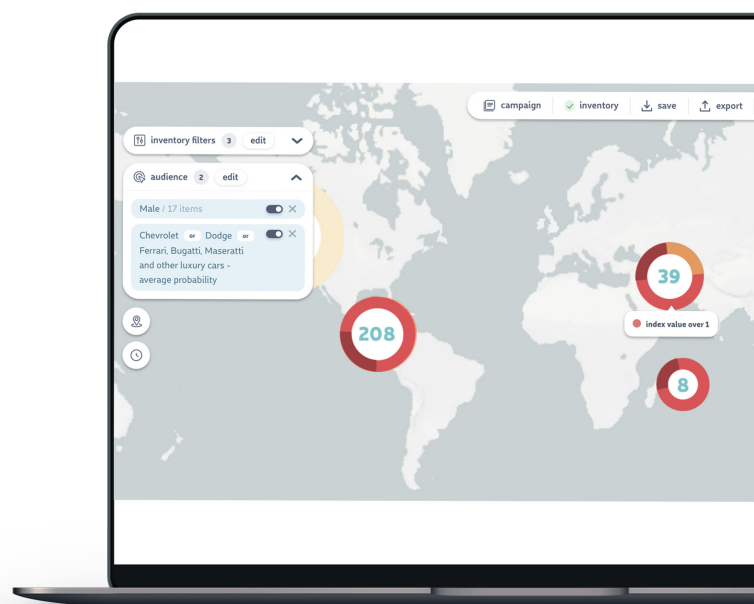 campaign
inventory
save
export
inventory filters 3 edit
audience 2 edit
Male / 17 items
Chevrolet or Dodge or
Ferrari, Bugatti, Maseratti
and other luxury cars -
average probability
39
index value over 1
208
8